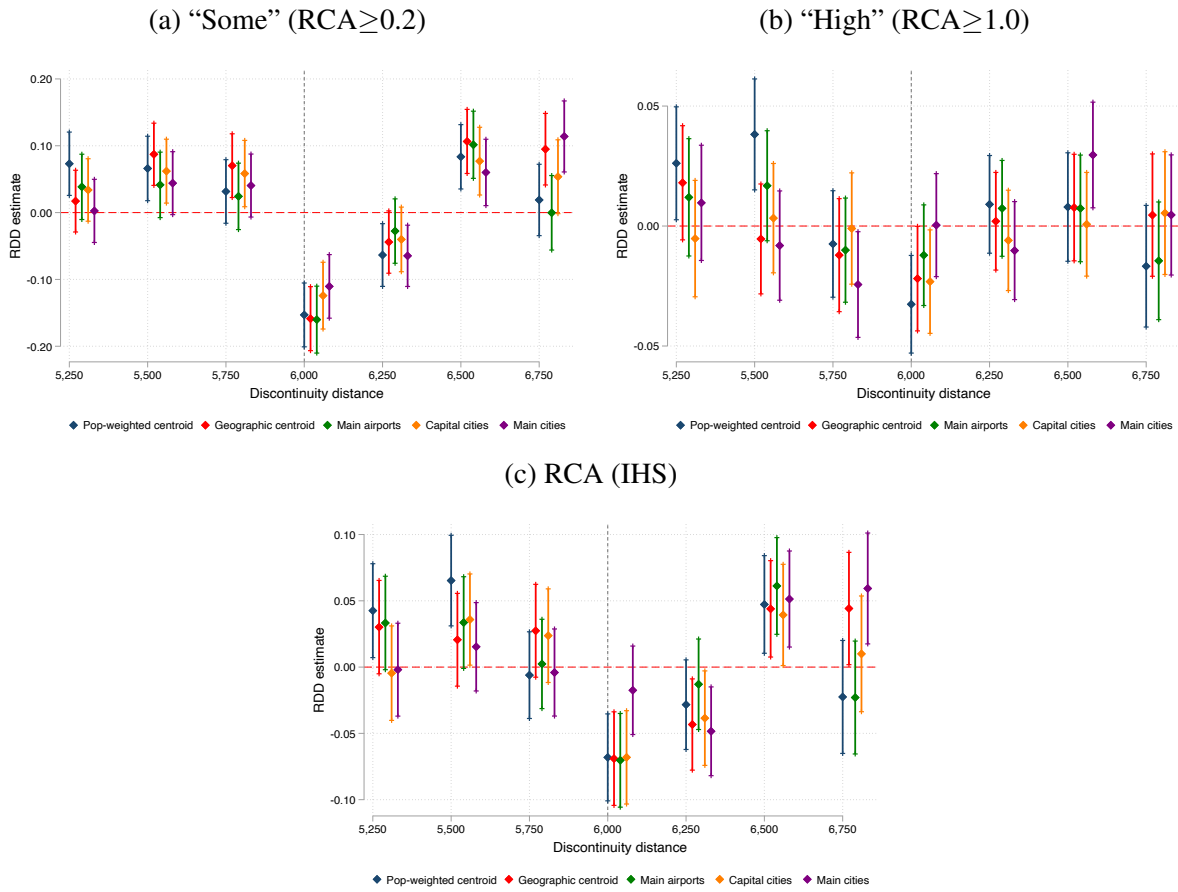 (a) “Some” (RCA≥0.2)
0.20
0.10
0.00
-0.10
-0.20
RDD estimate
5,250 5,500 5,750 6,000 6,250 6,500 6,750
Discontinuity distance
Pop-weighted centroid Geographic centroid Main airports Capital cities Main cities
(b) “High” (RCA≥1.0)
0.05
0.00
-0.05
RDD estimate
5,250 5,500 5,750 6,000 6,250 6,500 6,750
Discontinuity distance
Pop-weighted centroid Geographic centroid Main airports Capital cities Main cities
(c) RCA (IHS)
0.10
0.05
0.00
-0.05
-0.10
RDD estimate
5,250 5,500 5,750 6,000 6,250 6,500 6,750
Discontinuity distance
Pop-weighted centroid Geographic centroid Main airports Capital cities Main cities